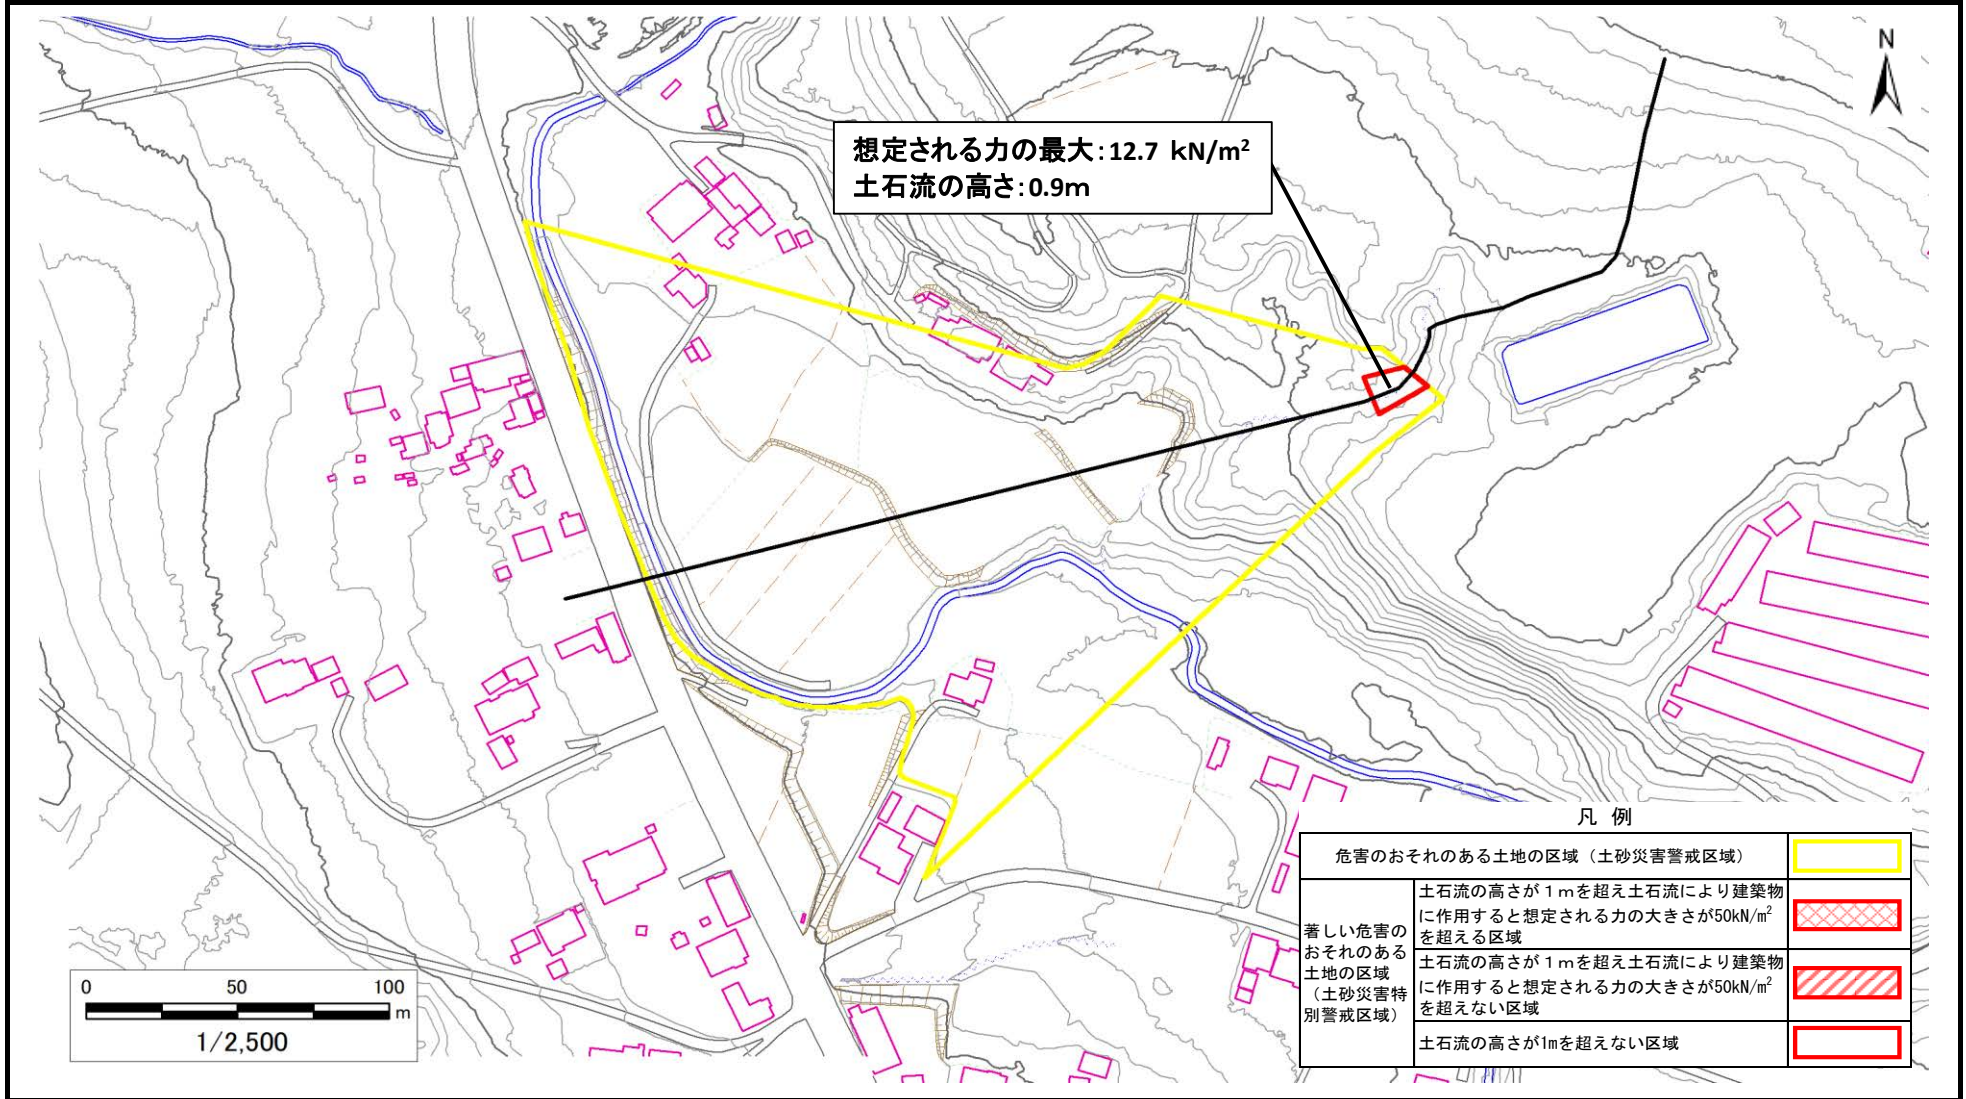 N
想定される力の最大:12.7 kN/m²
土石流の高さ:0.9m
凡 例
危害のおそれのある土地の区域（土砂災害警戒区域）
著しい危害の
おそれのある
土地の区域
（土砂災害特
別警戒区域）
土石流の高さが１ｍを超え土石流により建築物
に作用すると想定される力の大きさが50kN/㎡
を超える区域
土石流の高さが１ｍを超え土石流により建築物
に作用すると想定される力の大きさが50kN/㎡
を超えない区域
土石流の高さが1mを超えない区域
0 50 100
m
1/2,500